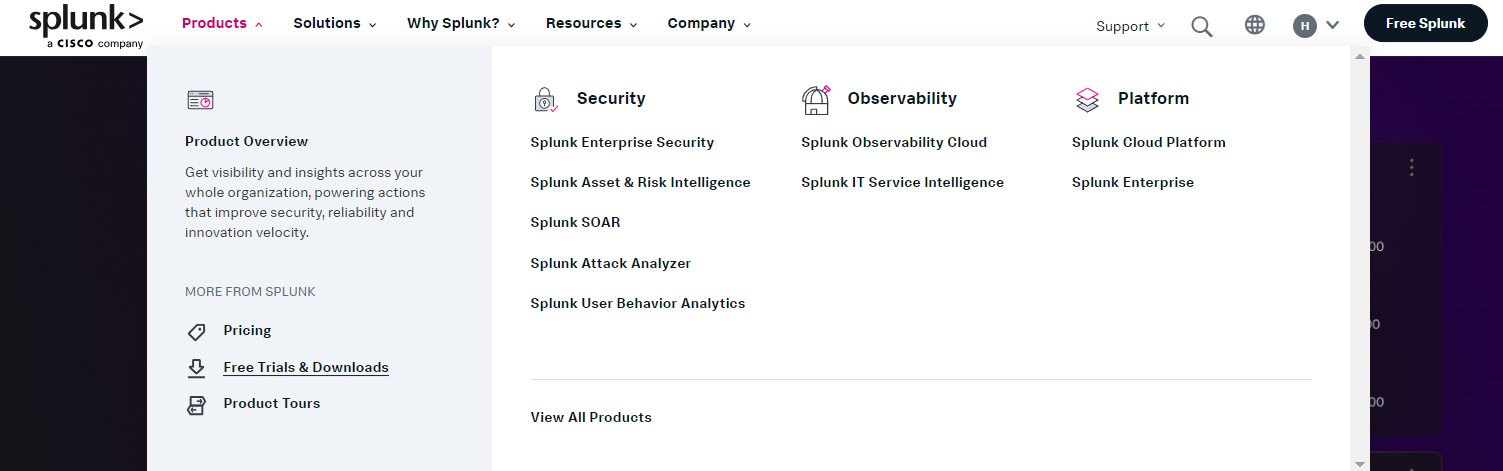 splunk>
a CISCO company
Products
Solutions
Why Splunk?
Resources
Company
Support
H
Free Splunk
Product Overview
Get visibility and insights across your
whole organization, powering actions
that improve security, reliability and
innovation velocity.
MORE FROM SPLUNK
Pricing
Free Trials & Downloads
Product Tours
Security
Splunk Enterprise Security
Splunk Asset & Risk Intelligence
Splunk SOAR
Splunk Attack Analyzer
Splunk User Behavior Analytics
Observability
Splunk Observability Cloud
Splunk IT Service Intelligence
Platform
Splunk Cloud Platform
Splunk Enterprise
View All Products